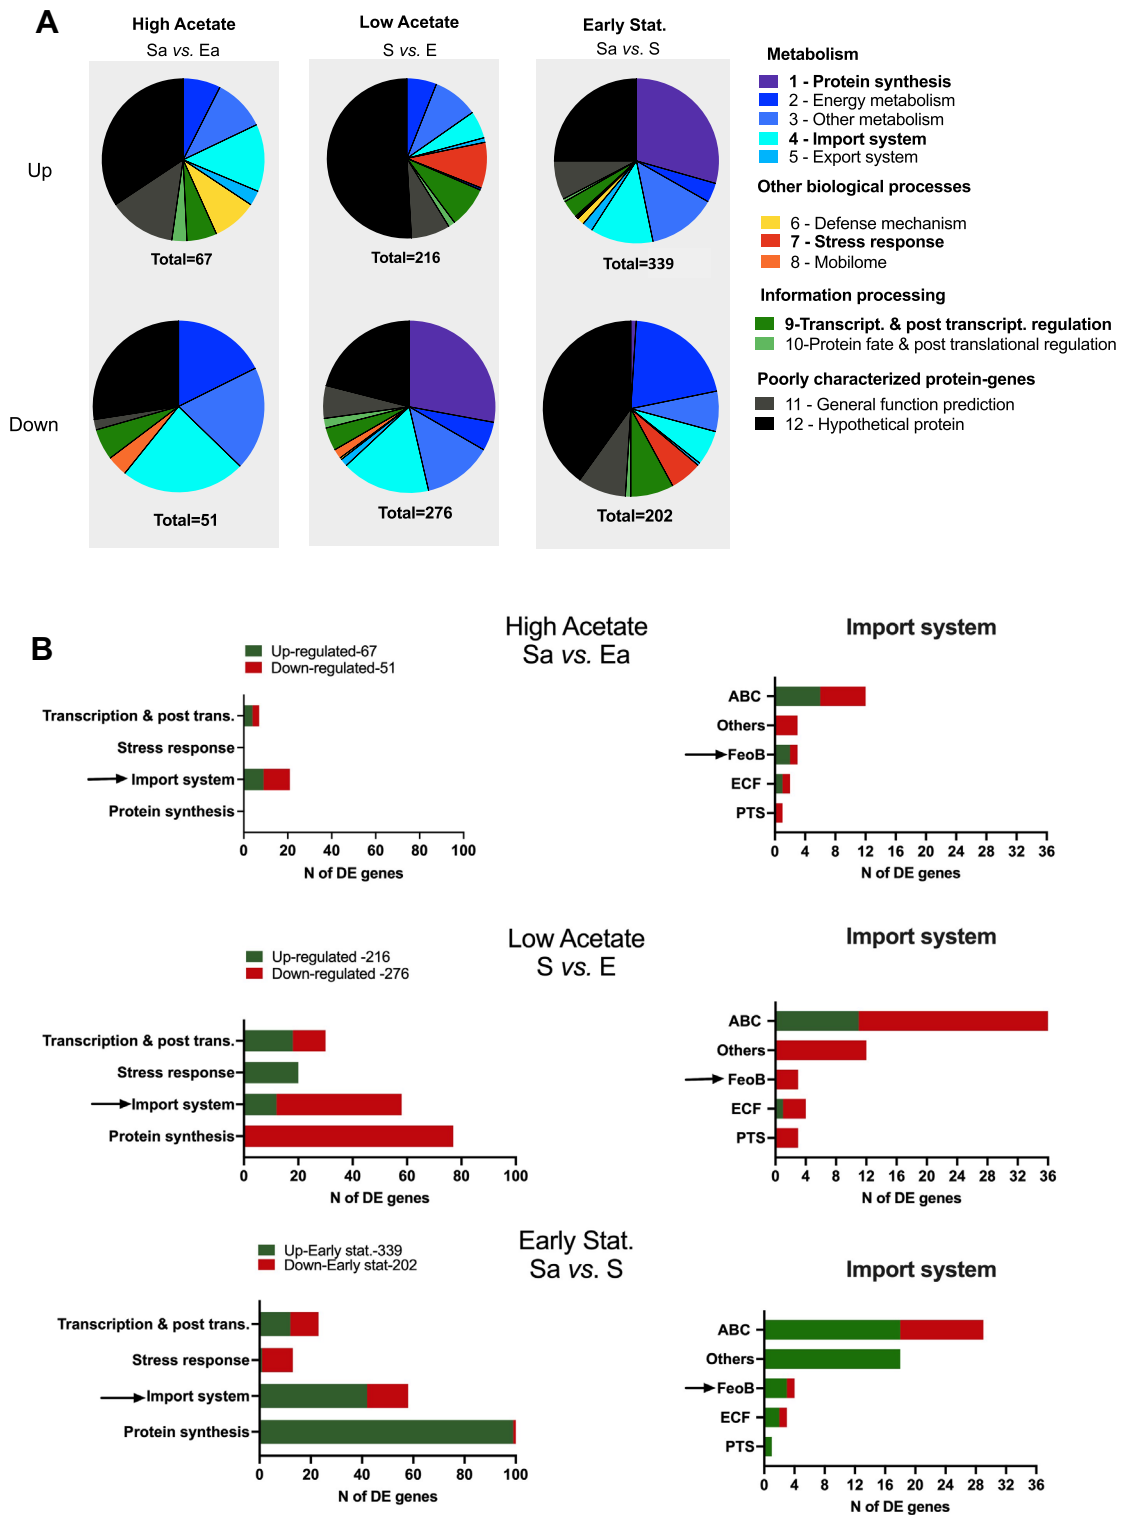 A
High Acetate
Sa vs. Ea
Low Acetate
S vs. E
Early Stat.
Sa vs. S
Up
Total=67
Total=216
Total=339
Down
Total=51
Total=276
Total=202
Metabolism
1 - Protein synthesis
2 - Energy metabolism
3 - Other metabolism
4 - Import system
5 - Export system
Other biological processes
6 - Defense mechanism
7 - Stress response
8 - Mobilome
Information processing
9-Transcript. & post transcript. regulation
10-Protein fate & post translational regulation
Poorly characterized protein-genes
11 - General function prediction
12 - Hypothetical protein
B
High Acetate
Sa vs. Ea
Up-regulated-67
Down-regulated-51
Transcription & post trans.
Stress response
Import system
Protein synthesis
0 20 40 60 80 100
N of DE genes
Import system
ABC
Others
FeoB
ECF
PTS
0 4 8 12 16 20 24 28 32 36
N of DE genes
Low Acetate
S vs. E
Up-regulated -216
Down-regulated -276
Transcription & post trans.
Stress response
Import system
Protein synthesis
0 20 40 60 80 100
N of DE genes
Import system
ABC
Others
FeoB
ECF
PTS
0 4 8 12 16 20 24 28 32 36
N of DE genes
Early Stat.
Sa vs. S
Up-Early stat.-339
Down-Early stat-202
Transcription & post trans.
Stress response
Import system
Protein synthesis
0 20 40 60 80 100
N of DE genes
Import system
ABC
Others
FeoB
ECF
PTS
0 4 8 12 16 20 24 28 32 36
N of DE genes